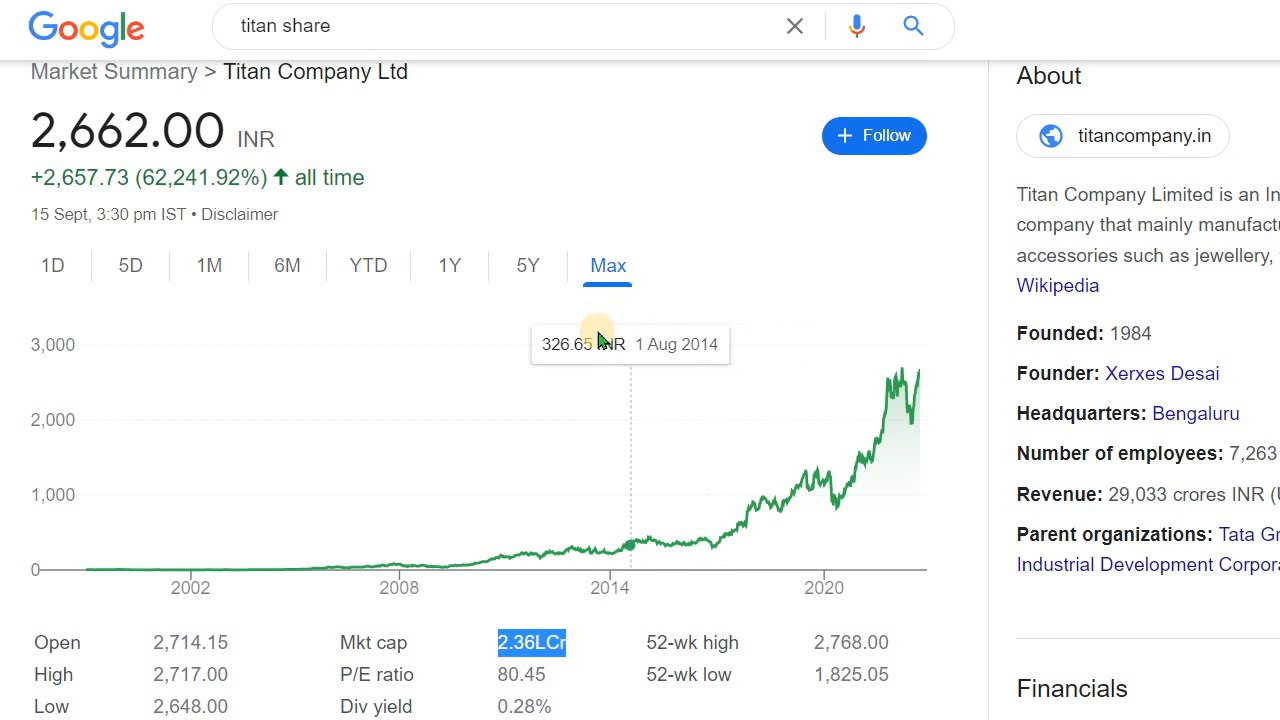 Google
titan share
Market Summary > Titan Company Ltd
2,662.00 INR
Follow
+2,657.73 (62,241.92%) ↑ all time
15 Sept, 3:30 pm IST • Disclaimer
1D 5D 1M 6M YTD 1Y 5Y Max
326.65 INR 1 Aug 2014
3,000
2,000
1,000
0
2002 2008 2014 2020
Open 2,714.15 Mkt cap 2.36LCr 52-wk high 2,768.00
High 2,717.00 P/E ratio 80.45 52-wk low 1,825.05
Low 2,648.00 Div yield 0.28%
About
titancompany.in
Titan Company Limited is an
company that mainly
accessories such as jewellery,
Wikipedia
Founded: 1984
Founder: Xerxes Desai
Headquarters: Bengaluru
Number of employees: 7,263
Revenue: 29,033 crores INR
Parent organizations: Tata
Industrial Development
Financials